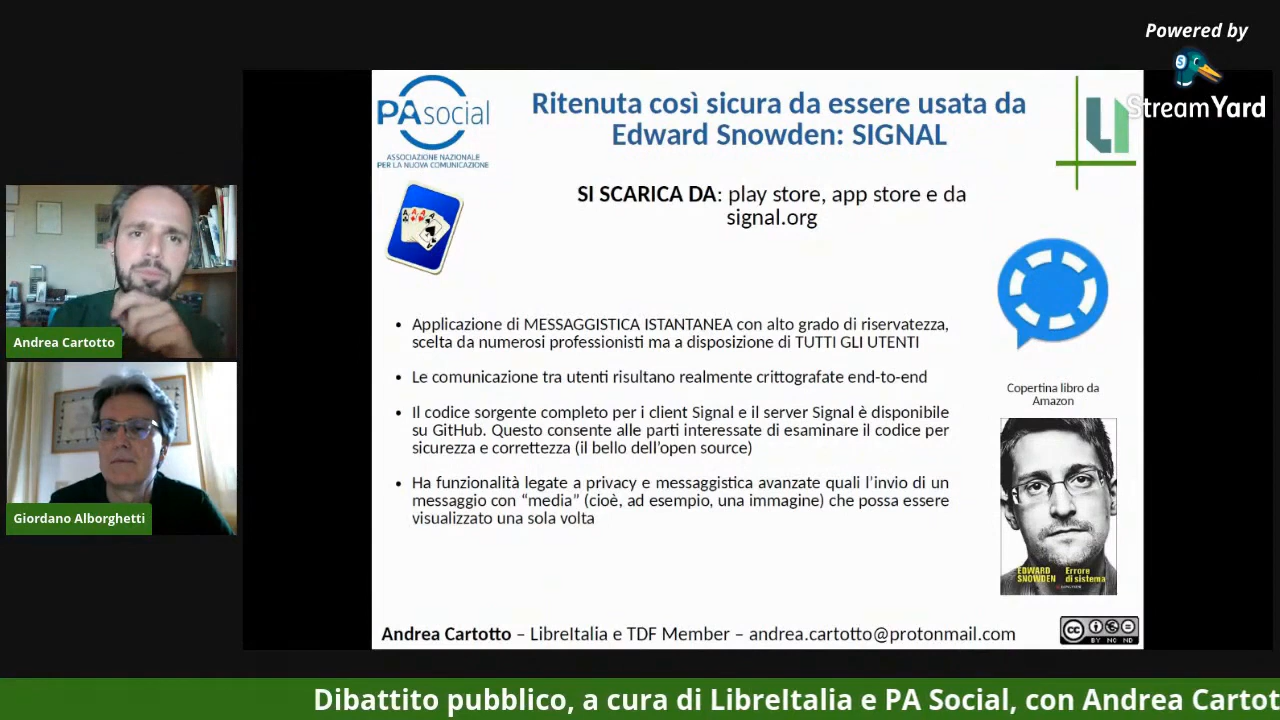 Powered by
StreamYard
PAsocial
ASSOCIAZIONE NAZIONALE
PER LA NUOVA COMUNICAZIONE
Ritenuta così sicura da essere usata da
Edward Snowden: SIGNAL
SI SCARICA DA: play store, app store e da
signal.org
• Applicazione di MESSAGGISTICA ISTANTANEA con alto grado di riservatezza,
scelta da numerosi professionisti ma a disposizione di TUTTI GLI UTENTI
• Le comunicazione tra utenti risultano realmente crittografate end-to-end
• Il codice sorgente completo per i client Signal e il server Signal è disponibile
su GitHub. Questo consente alle parti interessate di esaminare il codice per
sicurezza e correttezza (il bello dell’open source)
• Ha funzionalità legate a privacy e messaggistica avanzate quali l’invio di un
messaggio con “media” (cioè, ad esempio, una immagine) che possa essere
visualizzato una sola volta
Copertina libro da
Amazon
EDWARD
SNOWDEN
Errore
di sistema
Andrea Cartotto
Giordano Alborghetti
Andrea Cartotto – LibreItalia e TDF Member – andrea.cartotto@protonmail.com
cc
BY NC ND
Dibattito pubblico, a cura di LibreItalia e PA Social, con Andrea Cartot